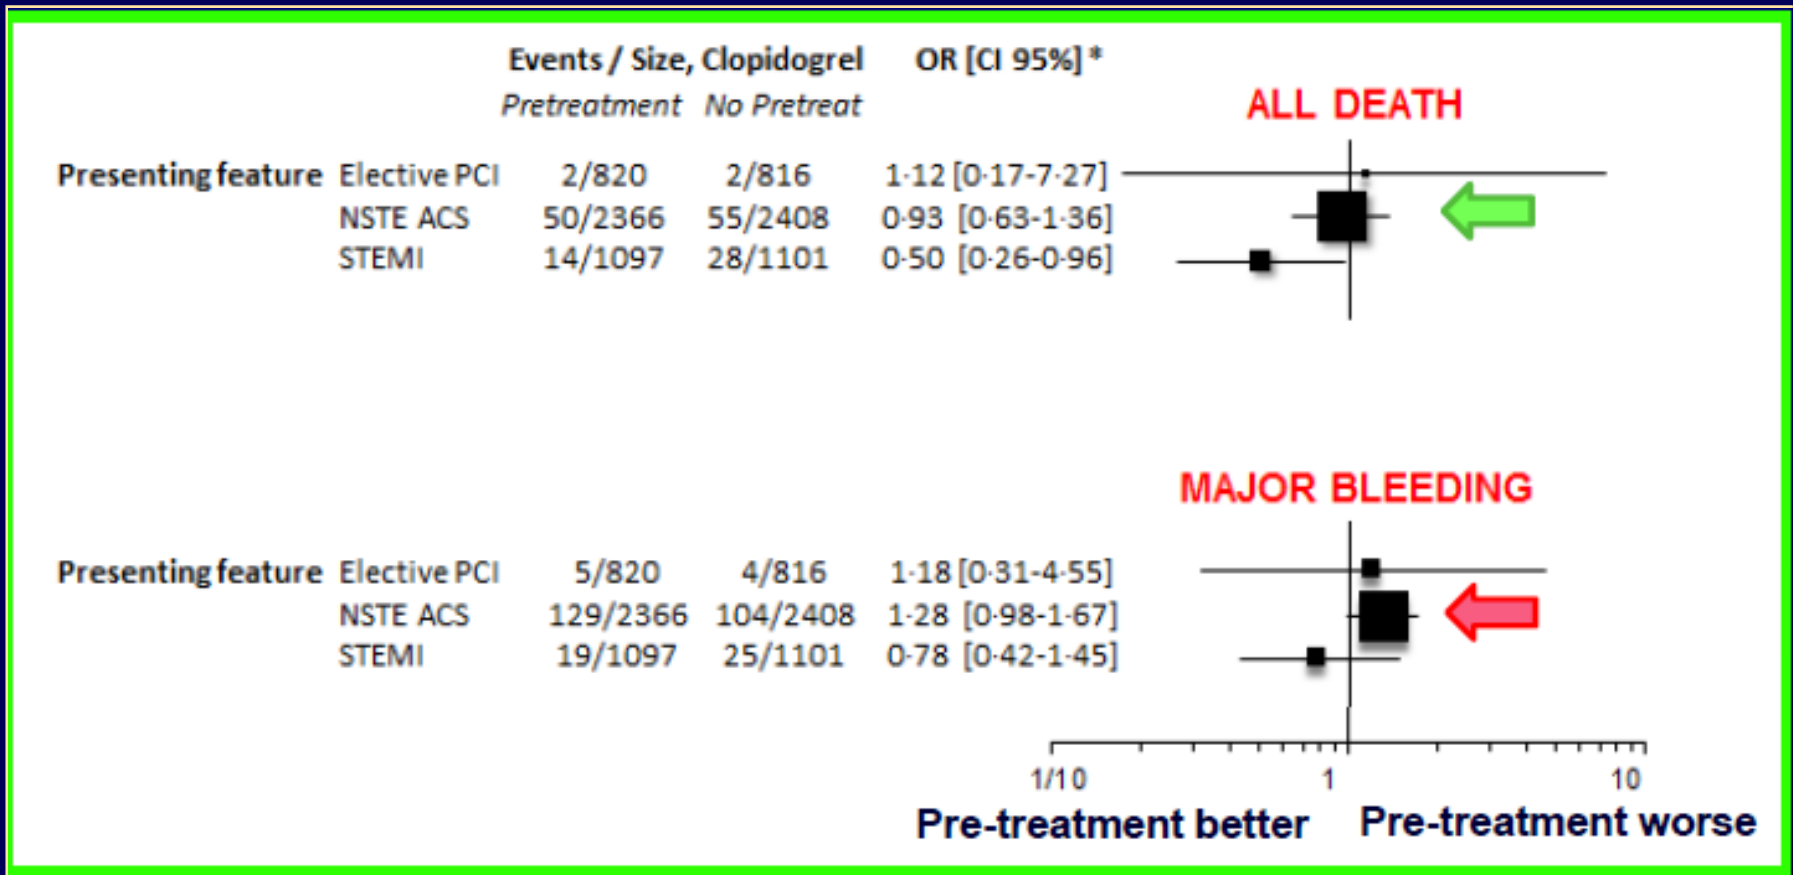 Events / Size, Clopidogrel OR [CI 95%] *
Pretreatment No Pretreat
ALL DEATH
Presenting feature Elective PCI 2/820 2/816 1·12 [0·17-7·27]
NSTE ACS 50/2366 55/2408 0·93 [0·63-1·36]
STEMI 14/1097 28/1101 0·50 [0·26-0·96]
MAJOR BLEEDING
Presenting feature Elective PCI 5/820 4/816 1·18 [0·31-4·55]
NSTE ACS 129/2366 104/2408 1·28 [0·98-1·67]
STEMI 19/1097 25/1101 0·78 [0·42-1·45]
1/10 1 10
Pre-treatment better Pre-treatment worse